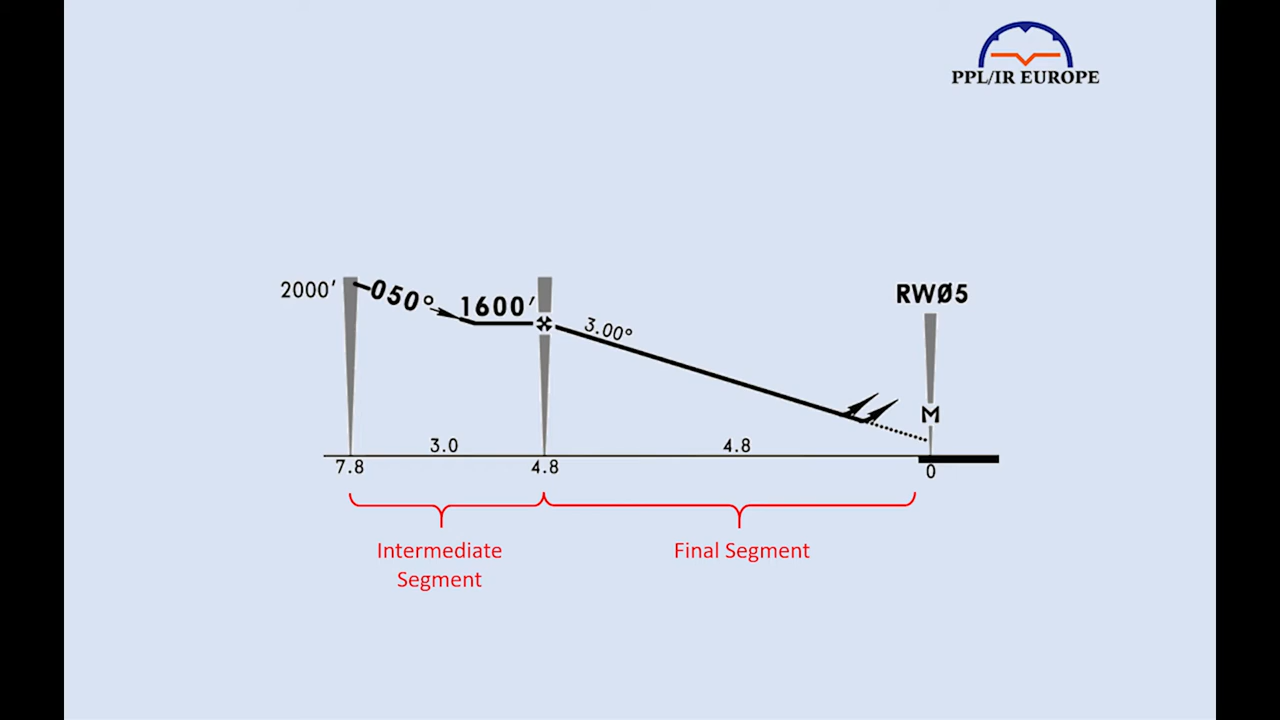 PPL/IR EUROPE
2000'
050°
1600'
3.00°
RWØ5
M
3.0
4.8
7.8
4.8
0
Intermediate
Segment
Final Segment